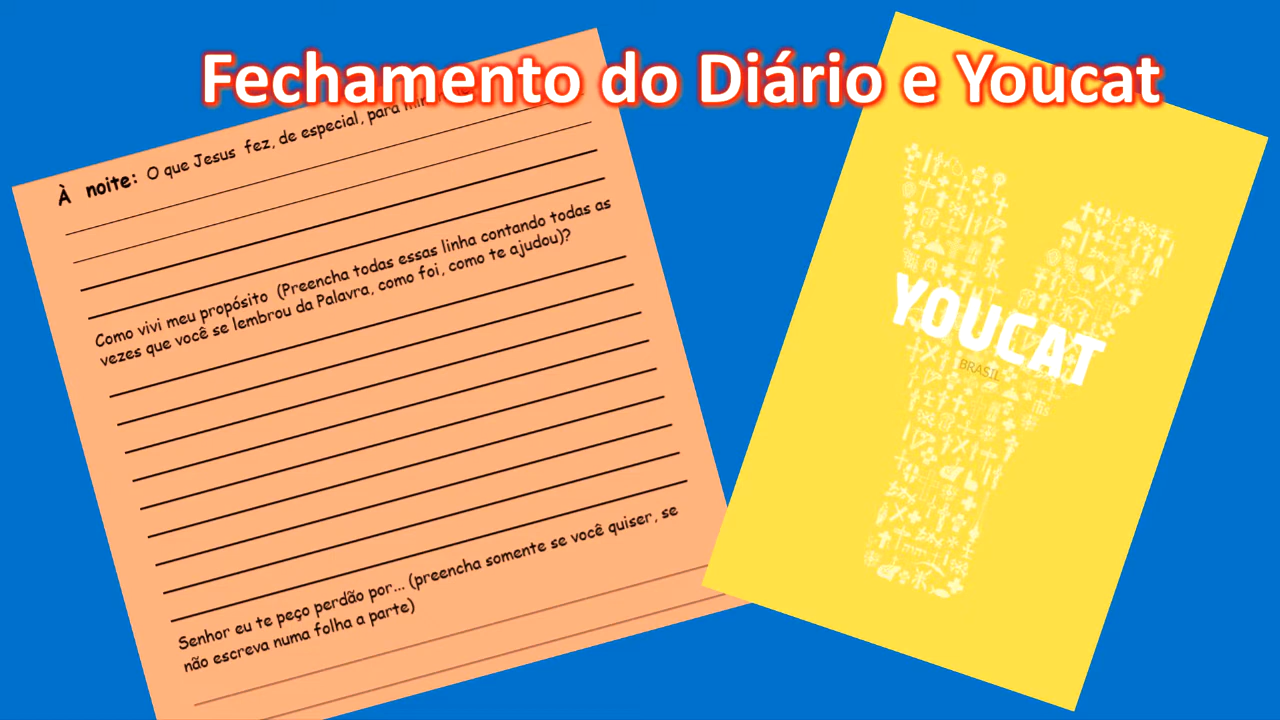 Fechamento do Diário e Youcat
À noite: O que Jesus fez, de especial, para
Como vivi meu propósito (Preencha todas essas linha contando todas as
vezes que você se lembrou da Palavra, como foi, como te ajudou)?
Senhor eu te peço perdão por... (preencha somente se você quiser, se
não escreva numa folha a parte)
YOUCAT
BRASIL